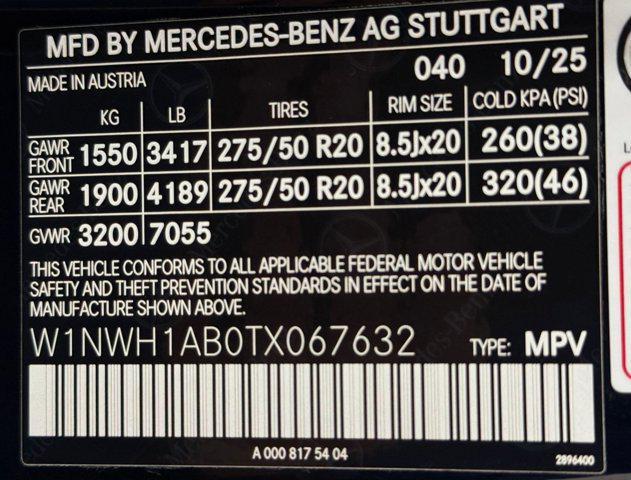 MFD BY MERCEDES-BENZ AG STUTTGART
MADE IN AUSTRIA 040 10/25
KG LB TIRES RIM SIZE COLD KPA (PSI)
GAWR FRONT 1550 3417 275/50 R20 8.5Jx20 260(38)
GAWR REAR 1900 4189 275/50 R20 8.5Jx20 320(46)
GVWR 3200 7055
THIS VEHICLE CONFORMS TO ALL APPLICABLE FEDERAL MOTOR VEHICLE
SAFETY AND THEFT PREVENTION STANDARDS IN EFFECT ON THE DATE OF
MANUFACTURE SHOWN ABOVE.
W1NWH1AB0TX067632 TYPE: MPV
A 000 817 54 04 2896400